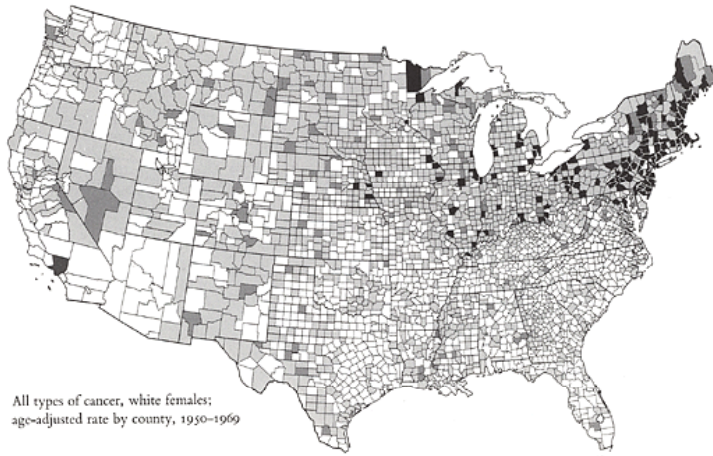 All types of cancer, white females;
age-adjusted rate by county, 1950–1969